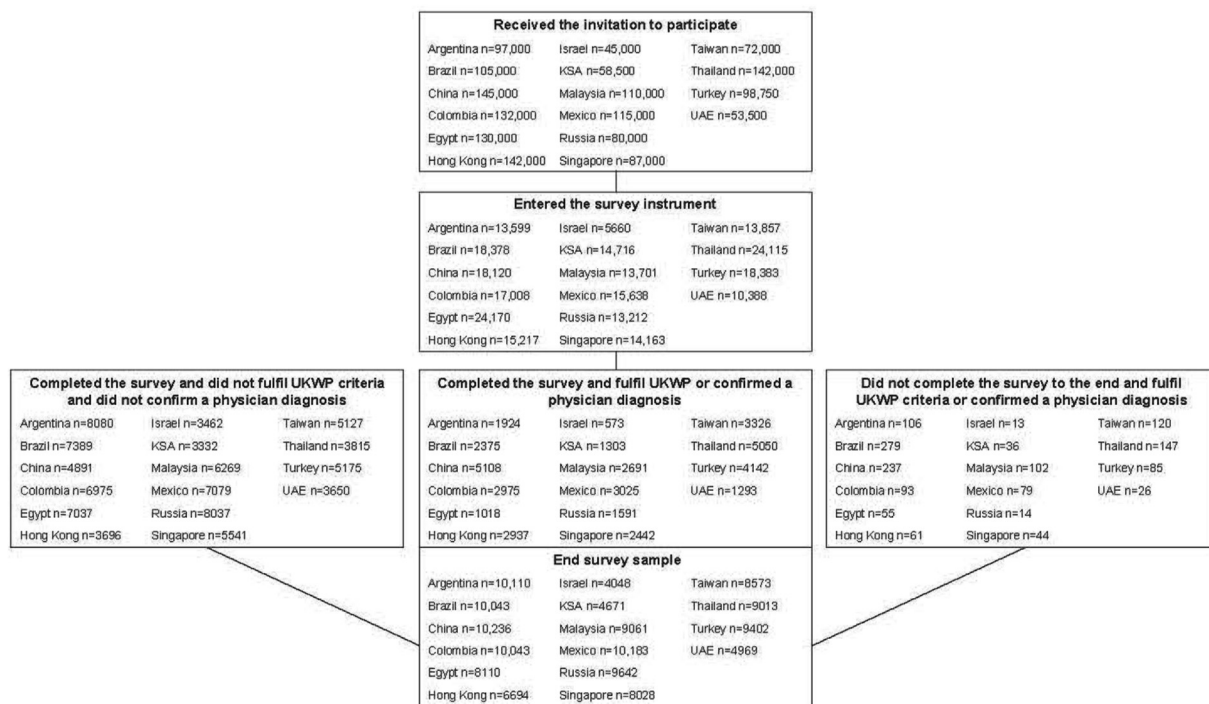 Received the invitation to participate
Argentina n=97,000 Israel n=45,000 Taiwan n=72,000
Brazil n=105,000 KSA n=58,500 Thailand n=142,000
China n=145,000 Malaysia n=110,000 Turkey n=98,750
Colombia n=132,000 Mexico n=115,000 UAE n=53,500
Egypt n=130,000 Russia n=80,000
Hong Kong n=142,000 Singapore n=87,000
Entered the survey instrument
Argentina n=13,599 Israel n=5660 Taiwan n=13,857
Brazil n=18,378 KSA n=14,716 Thailand n=24,115
China n=18,120 Malaysia n=13,701 Turkey n=18,383
Colombia n=17,008 Mexico n=15,638 UAE n=10,388
Egypt n=24,170 Russia n=13,212
Hong Kong n=15,217 Singapore n=14,163
Completed the survey and did not fulfil UKWP criteria
and did not confirm a physician diagnosis
Argentina n=8080 Israel n=3462 Taiwan n=5127
Brazil n=7389 KSA n=3332 Thailand n=3815
China n=4891 Malaysia n=6269 Turkey n=5175
Colombia n=6975 Mexico n=7079 UAE n=3650
Egypt n=7037 Russia n=8037
Hong Kong n=3696 Singapore n=5541
Completed the survey and fulfil UKWP or confirmed a
physician diagnosis
Argentina n=1924 Israel n=573 Taiwan n=3326
Brazil n=2375 KSA n=1303 Thailand n=5050
China n=5108 Malaysia n=2691 Turkey n=4142
Colombia n=2975 Mexico n=3025 UAE n=1293
Egypt n=1018 Russia n=1591
Hong Kong n=2937 Singapore n=2442
Did not complete the survey to the end and fulfil
UKWP criteria or confirmed a physician diagnosis
Argentina n=106 Israel n=13 Taiwan n=120
Brazil n=279 KSA n=36 Thailand n=147
China n=237 Malaysia n=102 Turkey n=85
Colombia n=93 Mexico n=79 UAE n=26
Egypt n=55 Russia n=14
Hong Kong n=61 Singapore n=44
End survey sample
Argentina n=10,110 Israel n=4048 Taiwan n=8573
Brazil n=10,043 KSA n=4671 Thailand n=9013
China n=10,236 Malaysia n=9061 Turkey n=9402
Colombia n=10,043 Mexico n=10,183 UAE n=4969
Egypt n=8110 Russia n=9642
Hong Kong n=6694 Singapore n=8028